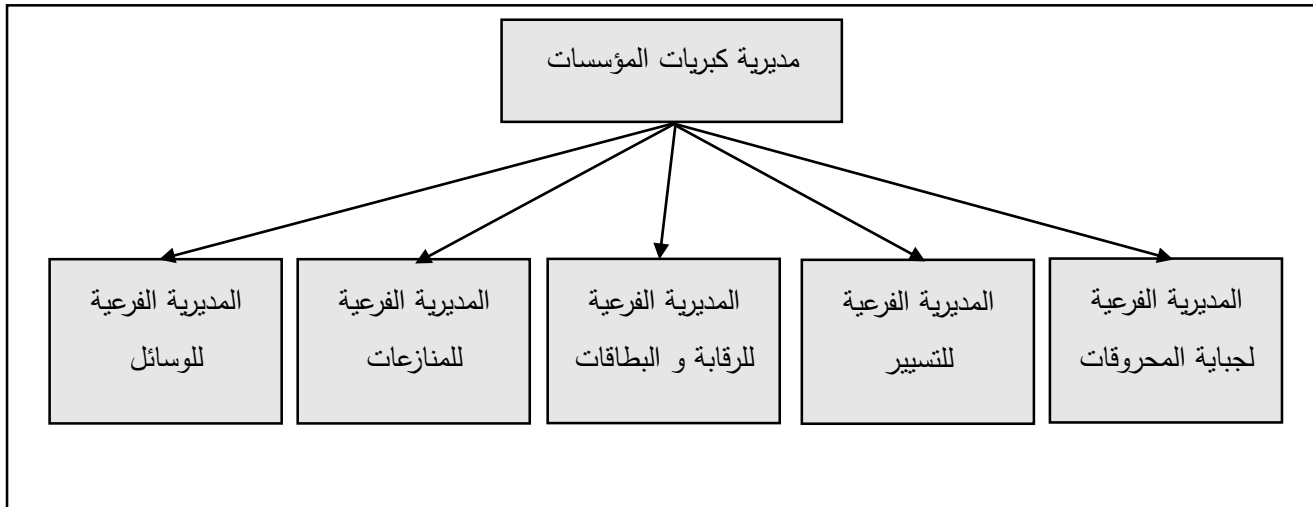 مديرية كبريات المؤسسات
المديرية الفرعية
لجباية المحروقات
المديرية الفرعية
للتسيير
المديرية الفرعية
للرقابة و البطاقات
المديرية الفرعية
للمنازعات
المديرية الفرعية
للوسائل